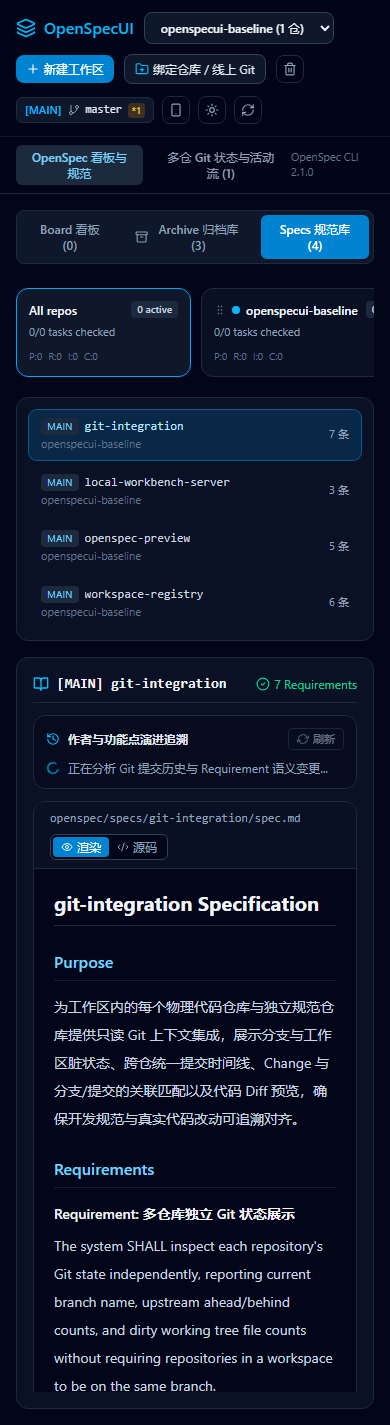 OpenSpecUI openspecui-baseline (1 仓)
新建工作区 绑定仓库 / 线上 Git
[MAIN] master *1
OpenSpec 看板与
规范
多仓 Git 状态与活动
流 (1)
OpenSpec CLI
2.1.0
Board 看板
(0)
Archive 归档库
(3)
Specs 规范库
(4)
All repos 0 active
0/0 tasks checked
P:0 R:0 I:0 C:0
openspecui-baseline
0/0 tasks checked
P:0 R:0 I:0 C:0
MAIN git-integration
openspecui-baseline
7 条
MAIN local-workbench-server
openspecui-baseline
3 条
MAIN openspec-preview
openspecui-baseline
5 条
MAIN workspace-registry
openspecui-baseline
6 条
[MAIN] git-integration 7 Requirements
作者与功能点演进追溯 刷新
正在分析 Git 提交历史与 Requirement 语义变更...
openspec/specs/git-integration/spec.md
渲染 源码
git-integration Specification
Purpose
为工作区内的每个物理代码仓库与独立规范仓
库提供只读 Git 上下文集成，展示分支与工作
区脏状态、跨仓统一提交时间线、Change 与
分支/提交的关联匹配以及代码 Diff 预览，确
保开发规范与真实代码改动可追溯对齐。
Requirements
Requirement: 多仓库独立 Git 状态展示
The system SHALL inspect each repository's
Git state independently, reporting current
branch name, upstream ahead/behind
counts, and dirty working tree file counts
without requiring repositories in a workspace
to be on the same branch.